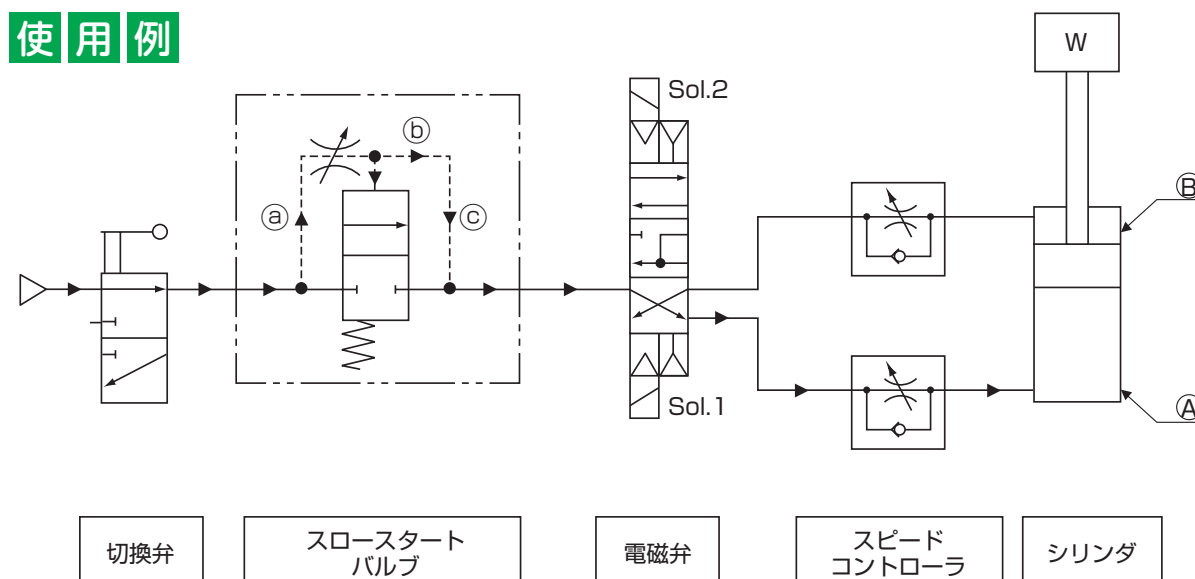 使用例
Sol.2
W
ⓑ
ⓐ
ⓒ
Ⓑ
Sol.1
Ⓐ
切換弁
スロースタート
バルブ
電磁弁
スピード
コントローラ
シリンダ